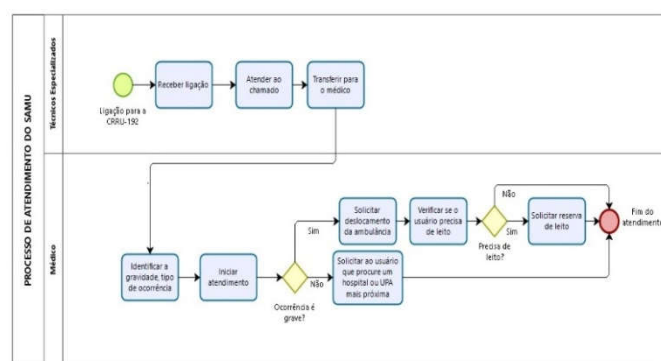 PROCESSO DE ATENDIMENTO DO SAMU
Técnicos Especializados
Ligação para a
CRRU-192
Receber ligação
Atender ao
chamado
Transferir para
o médico
Médico
Identificar a
gravidade, tipo
de ocorrência
Iniciar
atendimento
Ocorrência é
grave?
Sim
Não
Solicitar
deslocamento
da ambulância
Verificar se o
usuário precisa
de leito
Precisa de
leito?
Não
Sim
Solicitar reserva
de leito
Fim do
atendimento
Solicitar ao usuário
que procure um
hospital ou UPA
mais próxima